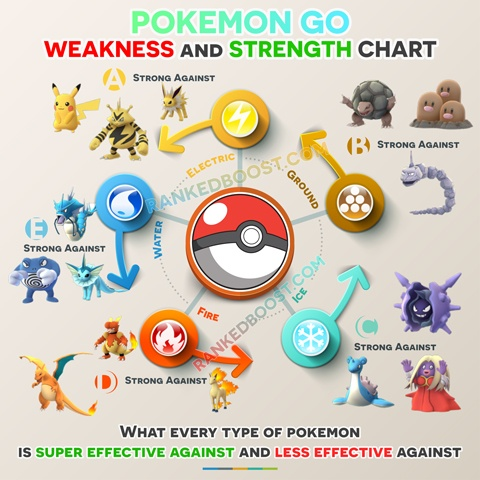 POKEMON GO
WEAKNESS AND STRENGTH CHART
A STRONG AGAINST
B STRONG AGAINST
ELECTRIC
GROUND
RANKEDBOOST.COM
E STRONG AGAINST
WATER
ICE
FIRE
RANKEDBOOST.COM
C STRONG AGAINST
D STRONG AGAINST
WHAT EVERY TYPE OF POKEMON
IS SUPER EFFECTIVE AGAINST AND LESS EFFECTIVE AGAINST